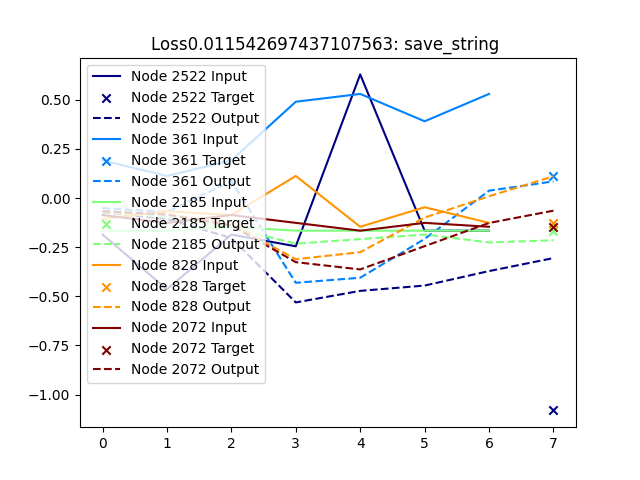 Loss0.011542697437107563: save_string
0.50
0.25
0.00
−0.25
−0.50
−0.75
−1.00
Node 2522 Input
Node 2522 Target
Node 2522 Output
Node 361 Input
Node 361 Target
Node 361 Output
Node 2185 Input
Node 2185 Target
Node 2185 Output
Node 828 Input
Node 828 Target
Node 828 Output
Node 2072 Input
Node 2072 Target
Node 2072 Output
0 1 2 3 4 5 6 7